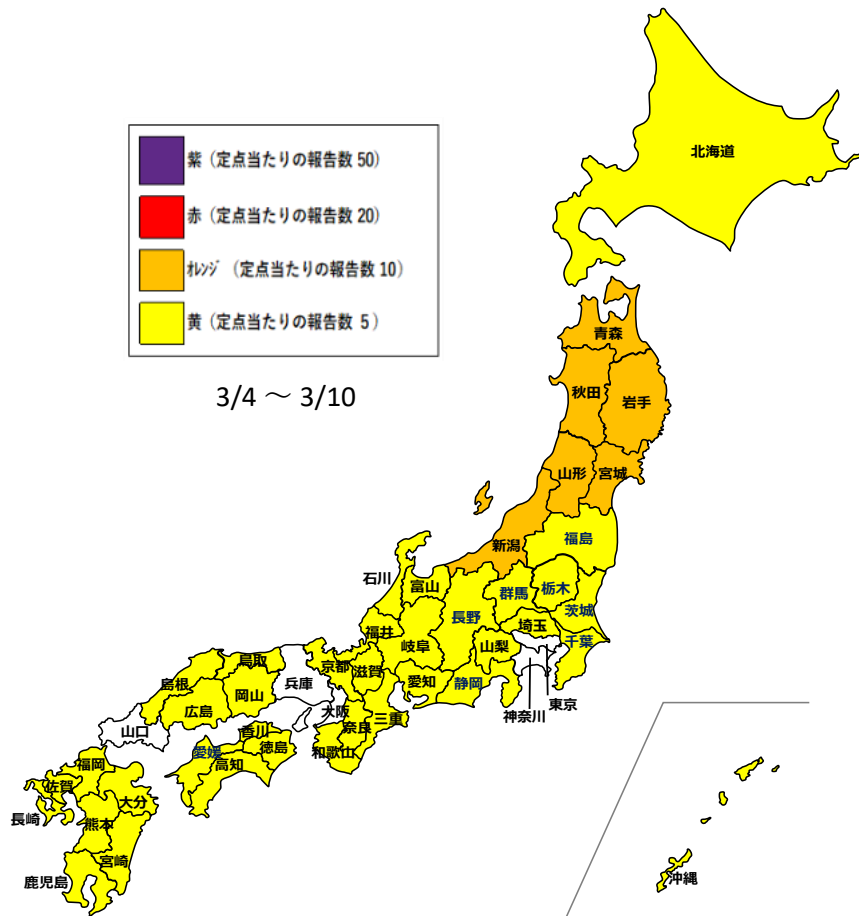 北海道
紫 (定点当たりの報告数 50)
赤 (定点当たりの報告数 20)
ｵﾚﾝｼﾞ (定点当たりの報告数 10)
黄 (定点当たりの報告数 5 )
3/4 ～ 3/10
青森
秋田
岩手
山形
宮城
新潟
福島
石川
富山
群馬
栃木
茨城
長野
埼玉
千葉
福井
岐阜
山梨
京都
滋賀
愛知
静岡
東京
神奈川
鳥取
兵庫
島根
岡山
広島
大阪
奈良
三重
和歌山
山口
香川
徳島
愛媛
高知
福岡
佐賀
大分
長崎
熊本
宮崎
鹿児島
沖縄